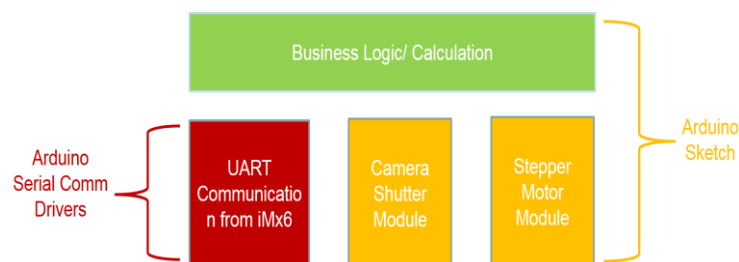 Business Logic/ Calculation
Arduino
Serial Comm
Drivers
UART
Communicatio
n from iMx6
Camera
Shutter
Module
Stepper
Motor
Module
Arduino
Sketch